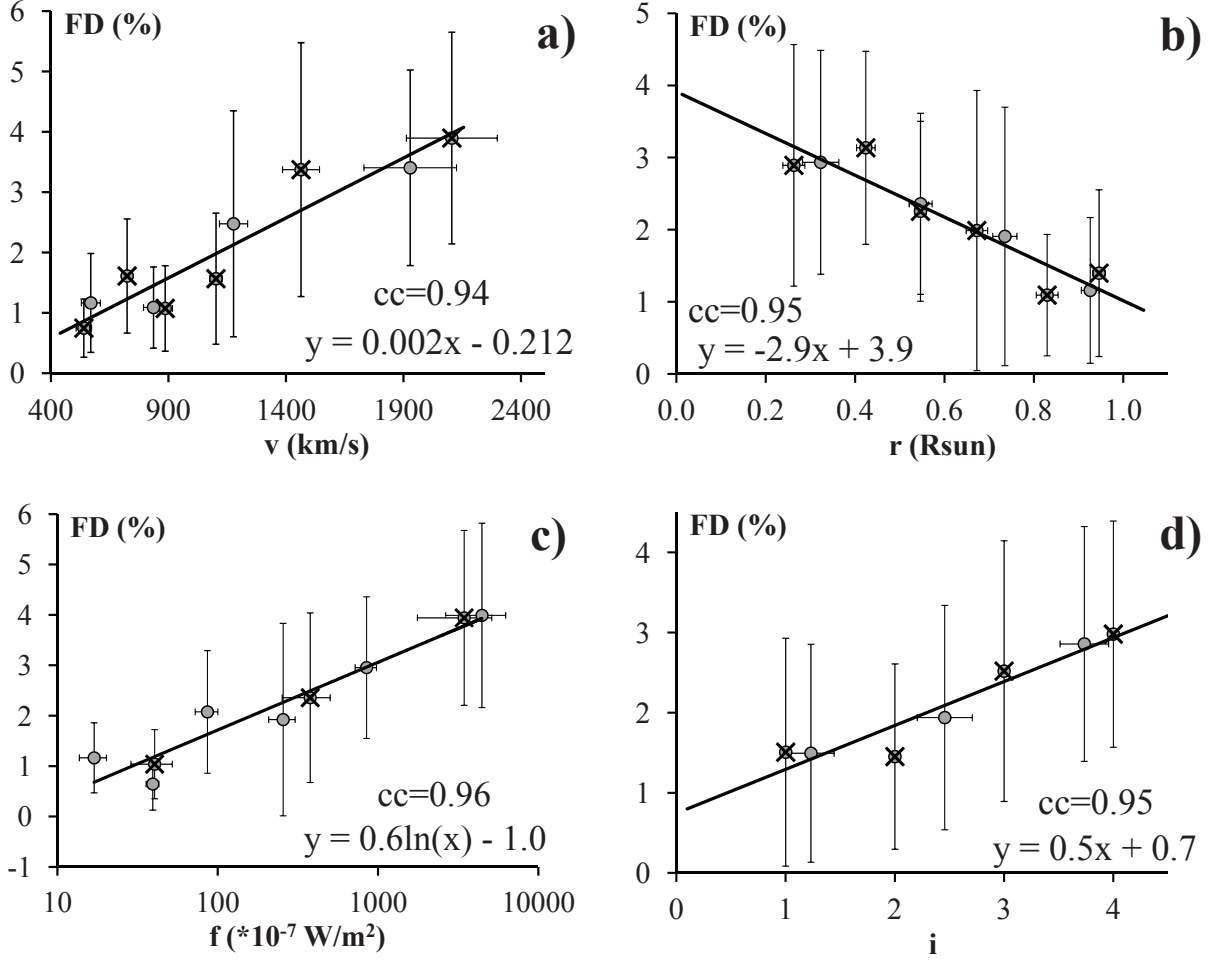 FD (%)
a)
6
5
4
3
2
1
0
cc=0.94
y = 0.002x - 0.212
400 900 1400 1900 2400
v (km/s)
FD (%)
b)
5
4
3
2
1
0
cc=0.95
y = -2.9x + 3.9
0.0 0.2 0.4 0.6 0.8 1.0
r (Rsun)
FD (%)
c)
6
5
4
3
2
1
0
-1
cc=0.96
y = 0.6ln(x) - 1.0
10 100 1000 10000
f (*10⁻⁷ W/m²)
FD (%)
d)
4
3
2
1
0
cc=0.95
y = 0.5x + 0.7
0 1 2 3 4
i